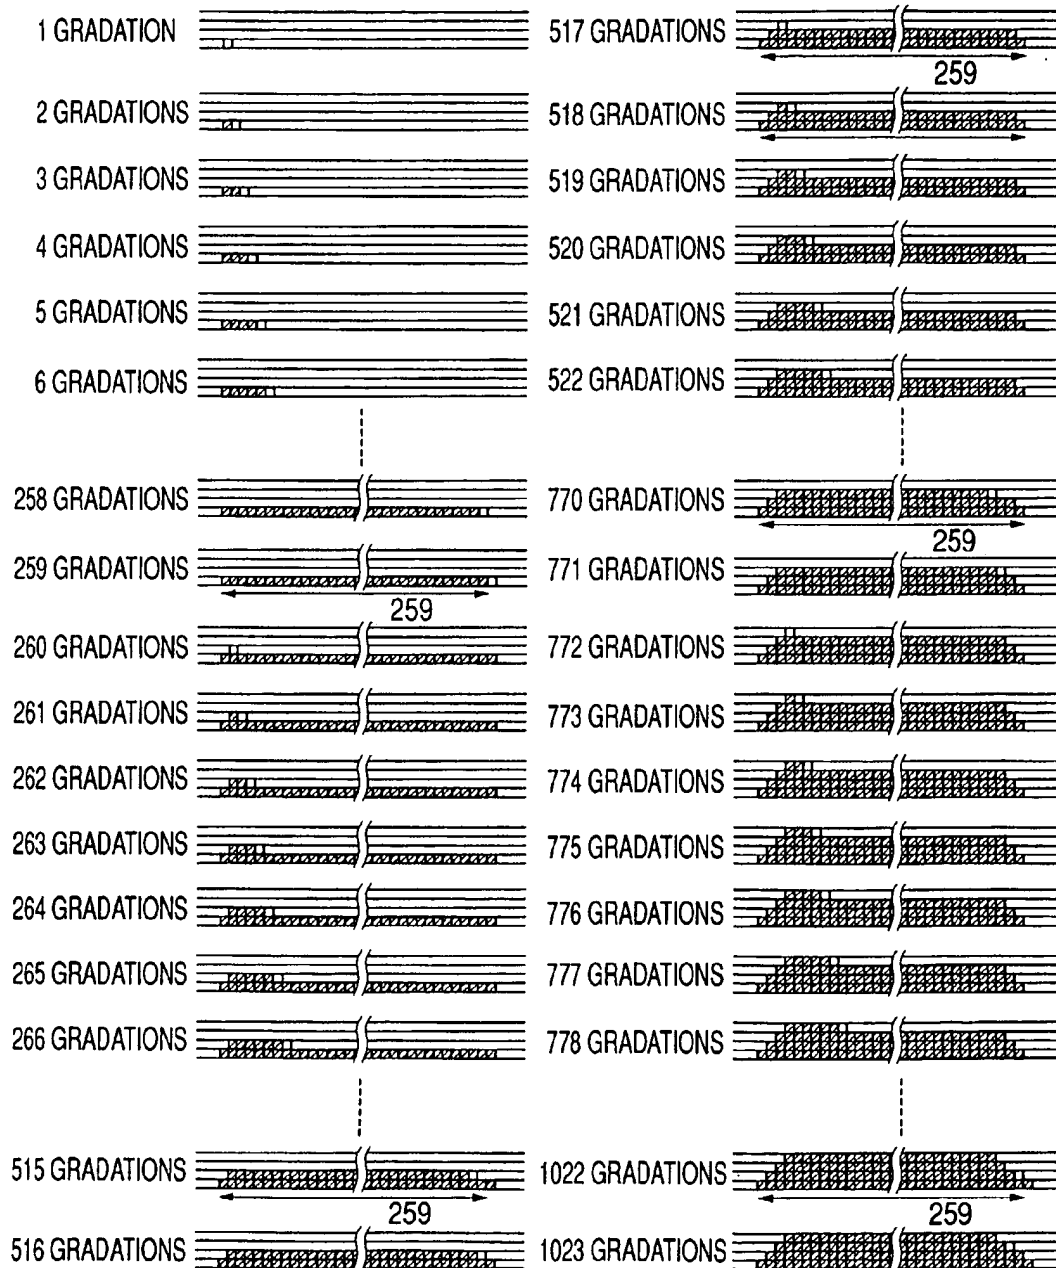 1 GRADATION
2 GRADATIONS
3 GRADATIONS
4 GRADATIONS
5 GRADATIONS
6 GRADATIONS
258 GRADATIONS
259 GRADATIONS
259
260 GRADATIONS
261 GRADATIONS
262 GRADATIONS
263 GRADATIONS
264 GRADATIONS
265 GRADATIONS
266 GRADATIONS
515 GRADATIONS
259
516 GRADATIONS
517 GRADATIONS
259
518 GRADATIONS
519 GRADATIONS
520 GRADATIONS
521 GRADATIONS
522 GRADATIONS
770 GRADATIONS
259
771 GRADATIONS
772 GRADATIONS
773 GRADATIONS
774 GRADATIONS
775 GRADATIONS
776 GRADATIONS
777 GRADATIONS
778 GRADATIONS
1022 GRADATIONS
259
1023 GRADATIONS